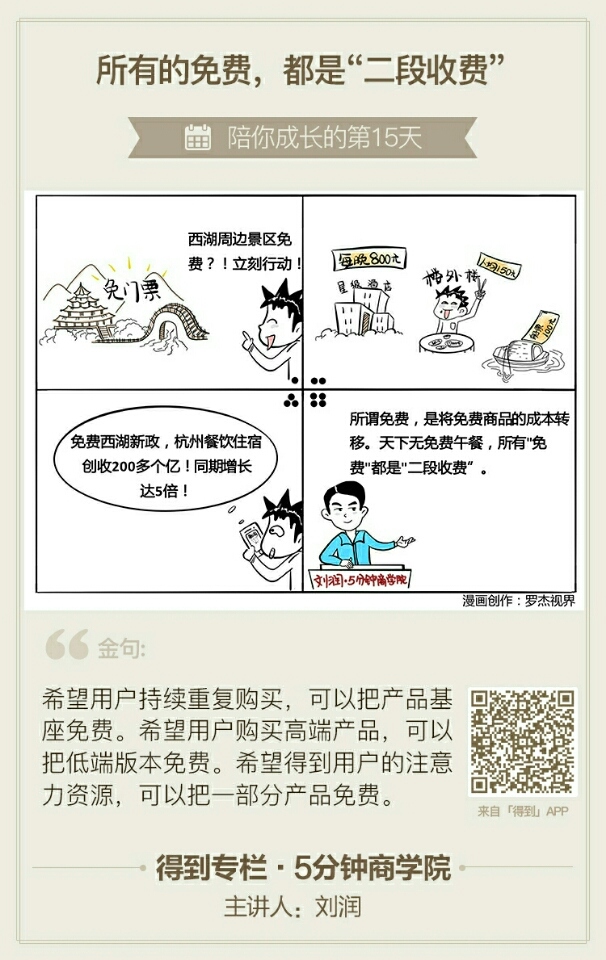 所有的免费，都是“二段收费”
陪你成长的第15天
西湖周边景区免
费？！立刻行动！
免门票
每晚800元
星级酒店
楼外楼
人均150元
免费西湖新政，杭州餐饮住宿
创收200多个亿！同期增长
达5倍！
所谓免费，是将免费商品的成本转
移。天下无免费午餐，所有"免
费"都是"二段收费”。
刘润·5分钟商学院
漫画创作：罗杰视界
金句:
希望用户持续重复购买，可以把产品基
座免费。希望用户购买高端产品，可以
把低端版本免费。希望得到用户的注意
力资源，可以把一部分产品免费。
来自「得到」APP
得到专栏·5分钟商学院
主讲人：刘润